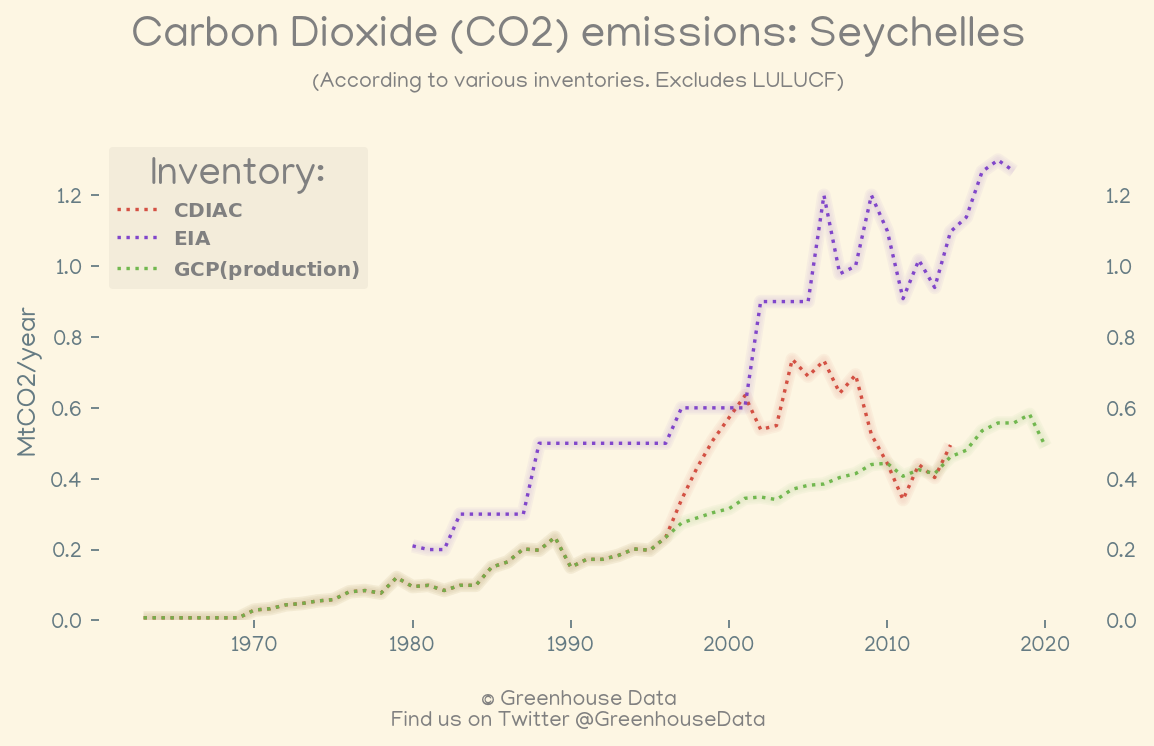 Carbon Dioxide (CO2) emissions: Seychelles
(According to various inventories. Excludes LULUCF)
Inventory:
CDIAC
EIA
GCP(production)
MtCO2/year
1.2
1.0
0.8
0.6
0.4
0.2
0.0
1.2
1.0
0.8
0.6
0.4
0.2
0.0
1970
1980
1990
2000
2010
2020
© Greenhouse Data
Find us on Twitter @GreenhouseData